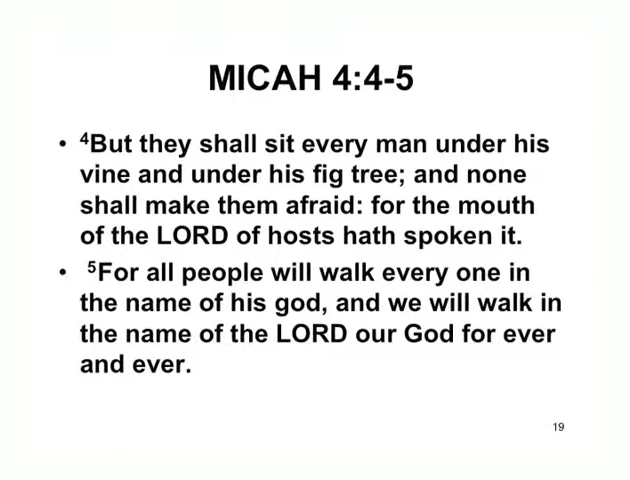 MICAH 4:4-5
• ⁴But they shall sit every man under his
vine and under his fig tree; and none
shall make them afraid: for the mouth
of the LORD of hosts hath spoken it.
• ⁵For all people will walk every one in
the name of his god, and we will walk in
the name of the LORD our God for ever
and ever.
19